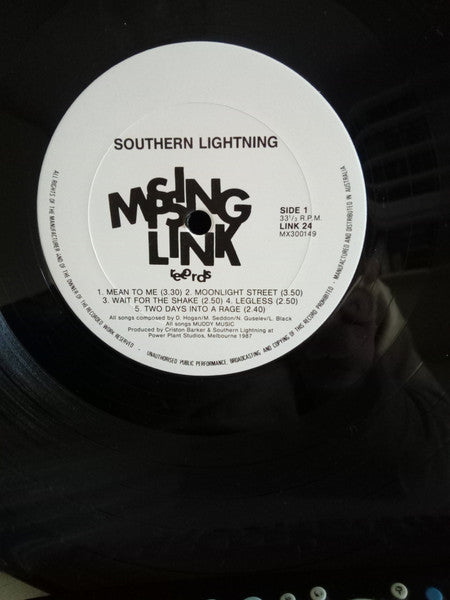 SOUTHERN LIGHTNING
MISSING
LINK
records
SIDE 1
33 1/3 R.P.M.
LINK 24
MX300149
1. MEAN TO ME (3.30) 2. MOONLIGHT STREET (3.50)
3. WAIT FOR THE SHAKE (2.50) 4. LEGLESS (2.50)
5. TWO DAYS INTO A RAGE (2.40)
All songs composed by D. Hogan/M. Seddon/N. Guselev/L. Black
All songs MUDDY MUSIC
Produced by Criston Barker & Southern Lightning at
Power Plant Studios, Melbourne 1987
ALL RIGHTS OF THE MANUFACTURER AND OF THE OWNER OF THE RECORDED WORK RESERVED – UNAUTHORISED PUBLIC PERFORMANCE, BROADCASTING AND COPYING OF THIS RECORD PROHIBITED – MANUFACTURED AND DISTRIBUTED IN AUSTRALIA